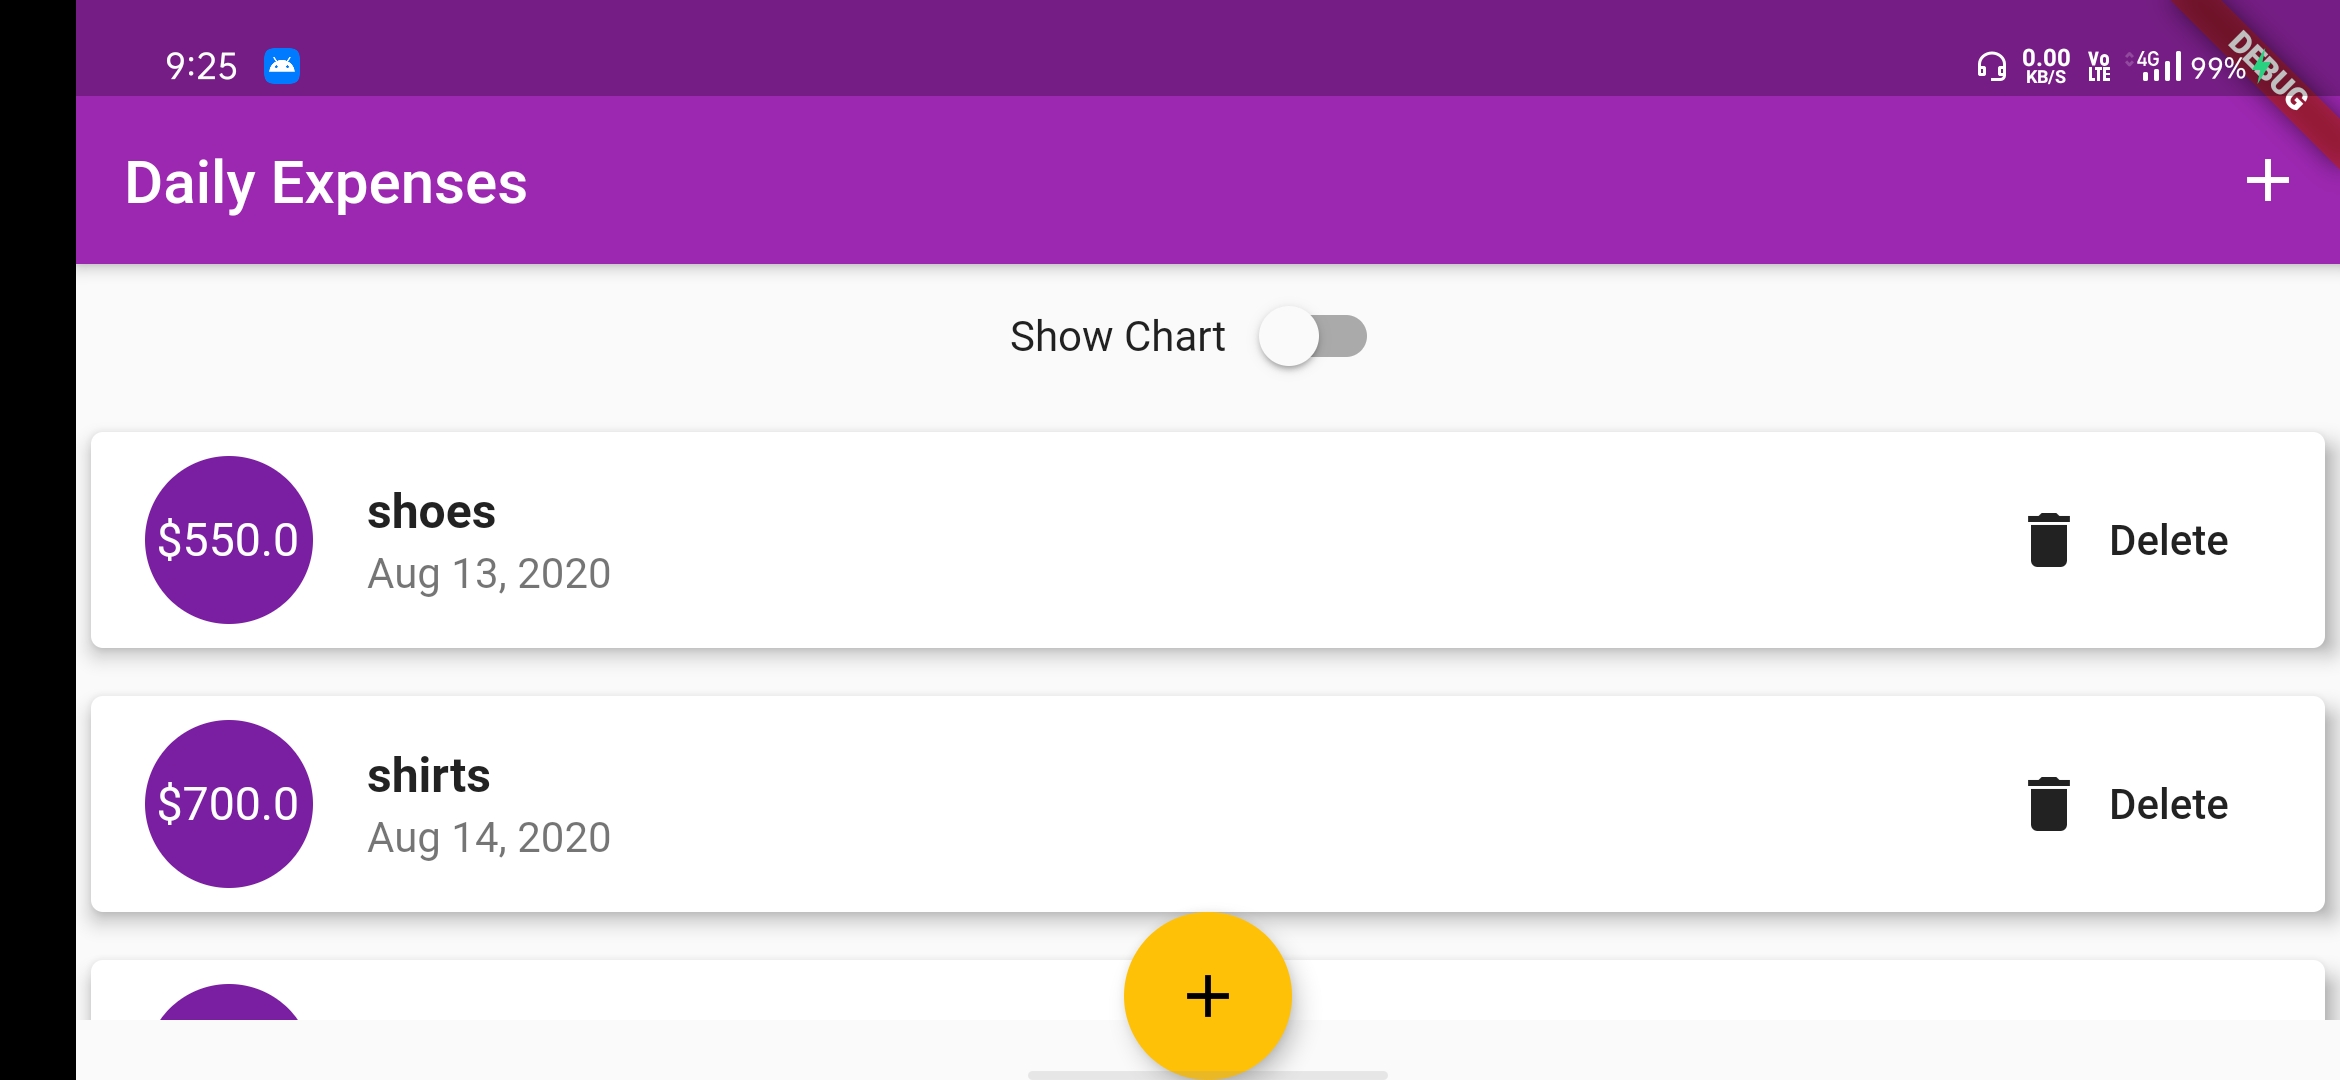 9:25
0.00
KB/S
Vo
LTE
4G
99%
DEBUG
Daily Expenses
Show Chart
$550.0
shoes
Aug 13, 2020
Delete
$700.0
shirts
Aug 14, 2020
Delete